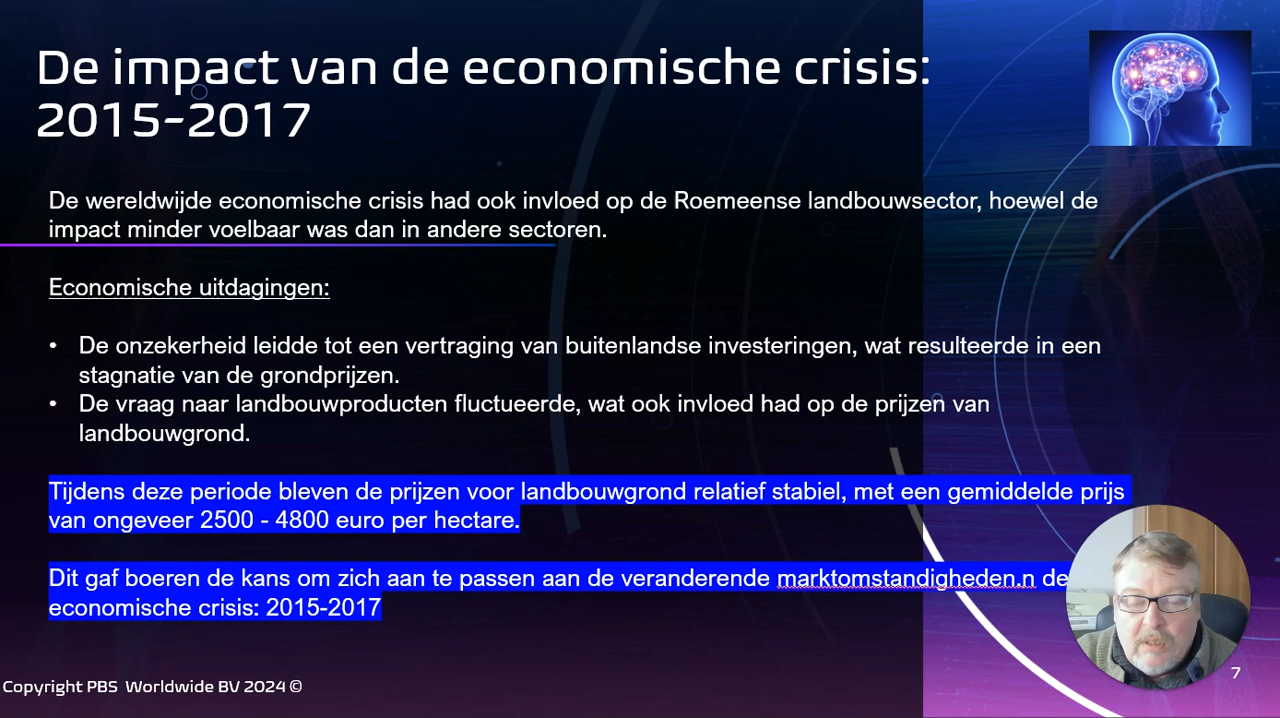 De impact van de economische crisis:
2015-2017
De wereldwijde economische crisis had ook invloed op de Roemeense landbouwsector, hoewel de
impact minder voelbaar was dan in andere sectoren.
Economische uitdagingen:
• De onzekerheid leidde tot een vertraging van buitenlandse investeringen, wat resulteerde in een
stagnatie van de grondprijzen.
• De vraag naar landbouwproducten fluctueerde, wat ook invloed had op de prijzen van
landbouwgrond.
Tijdens deze periode bleven de prijzen voor landbouwgrond relatief stabiel, met een gemiddelde prijs
van ongeveer 2500 - 4800 euro per hectare.
Dit gaf boeren de kans om zich aan te passen aan de veranderende marktomstandigheden.n de
economische crisis: 2015-2017
Copyright PBS Worldwide BV 2024 ©
7